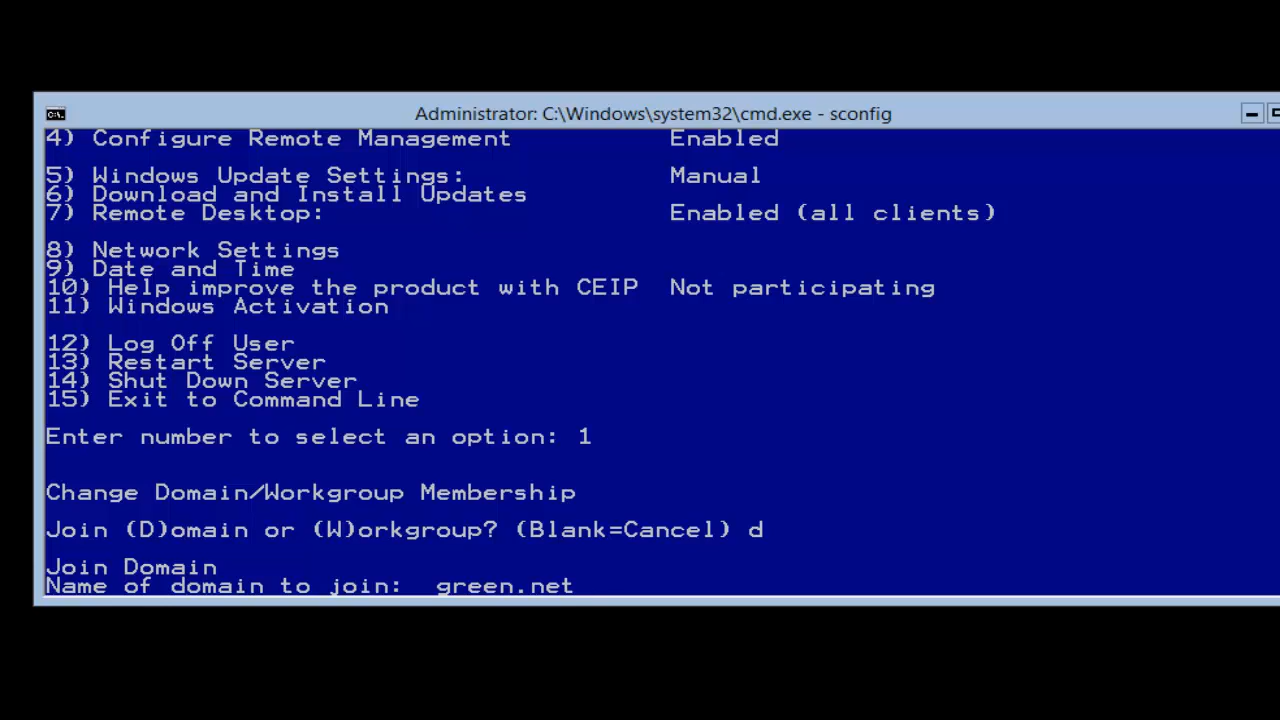 Administrator: C:\Windows\system32\cmd.exe - sconfig
4) Configure Remote Management Enabled
5) Windows Update Settings: Manual
6) Download and Install Updates
7) Remote Desktop: Enabled (all clients)
8) Network Settings
9) Date and Time
10) Help improve the product with CEIP Not participating
11) Windows Activation
12) Log Off User
13) Restart Server
14) Shut Down Server
15) Exit to Command Line
Enter number to select an option: 1
Change Domain/Workgroup Membership
Join (D)omain or (W)orkgroup? (Blank=Cancel) d
Join Domain
Name of domain to join: green.net